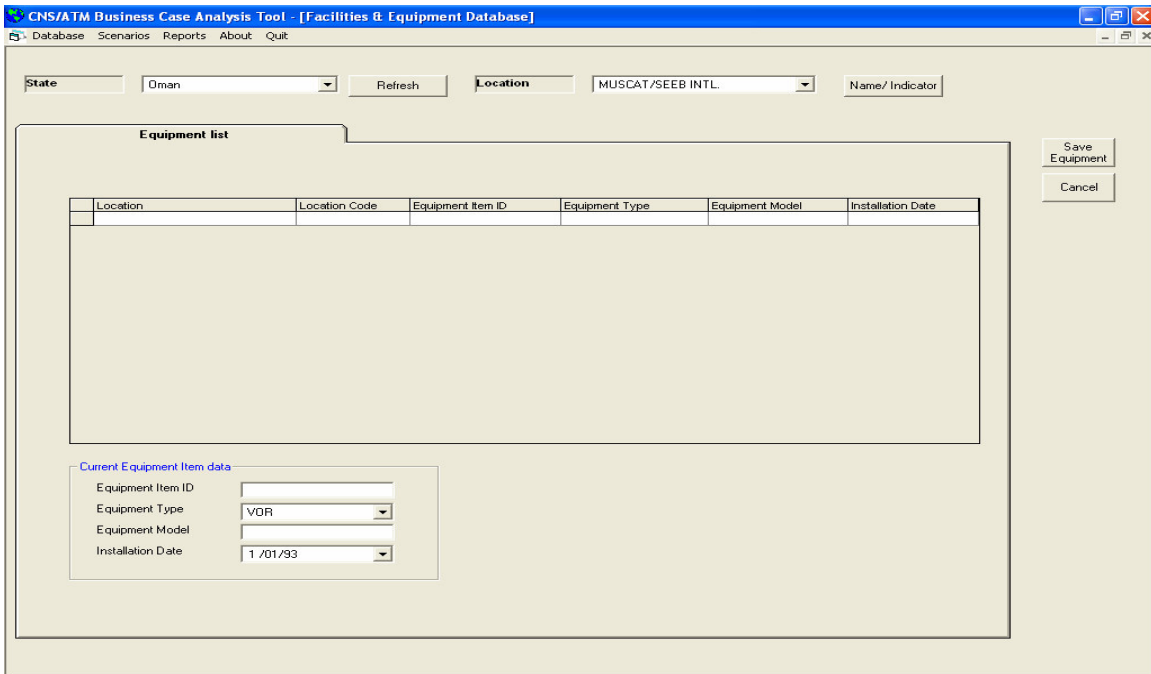 CNS/ATM Business Case Analysis Tool - [Facilities & Equipment Database]
Database Scenarios Reports About Quit
State Oman Refresh Location MUSCAT/SEEB INTL. Name/ Indicator
Equipment list
Save
Equipment
Cancel
Location Location Code Equipment Item ID Equipment Type Equipment Model Installation Date
Current Equipment Item data
Equipment Item ID
Equipment Type VOR
Equipment Model
Installation Date 1 /01/93